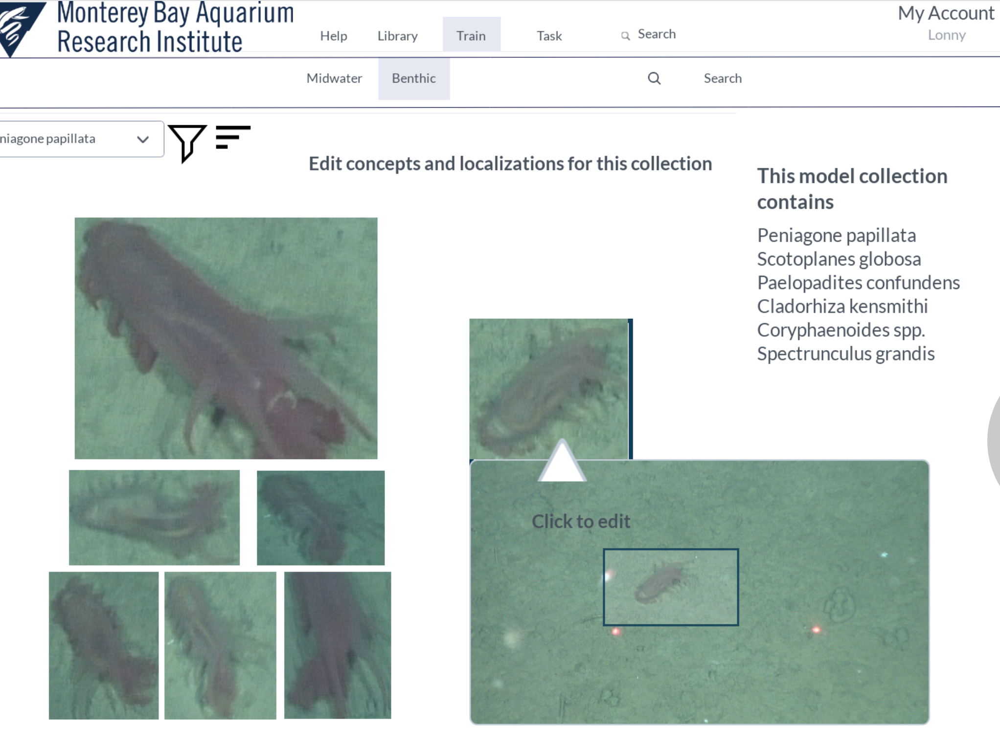 Monterey Bay Aquarium
Research Institute
Help Library Train Task Search
My Account
Lonny
Midwater Benthic Search
niagone papillata
Edit concepts and localizations for this collection
This model collection
contains
Peniagone papillata
Scotoplanes globosa
Paelopadites confundens
Cladorhiza kensmithi
Coryphaenoides spp.
Spectrunculus grandis
Click to edit